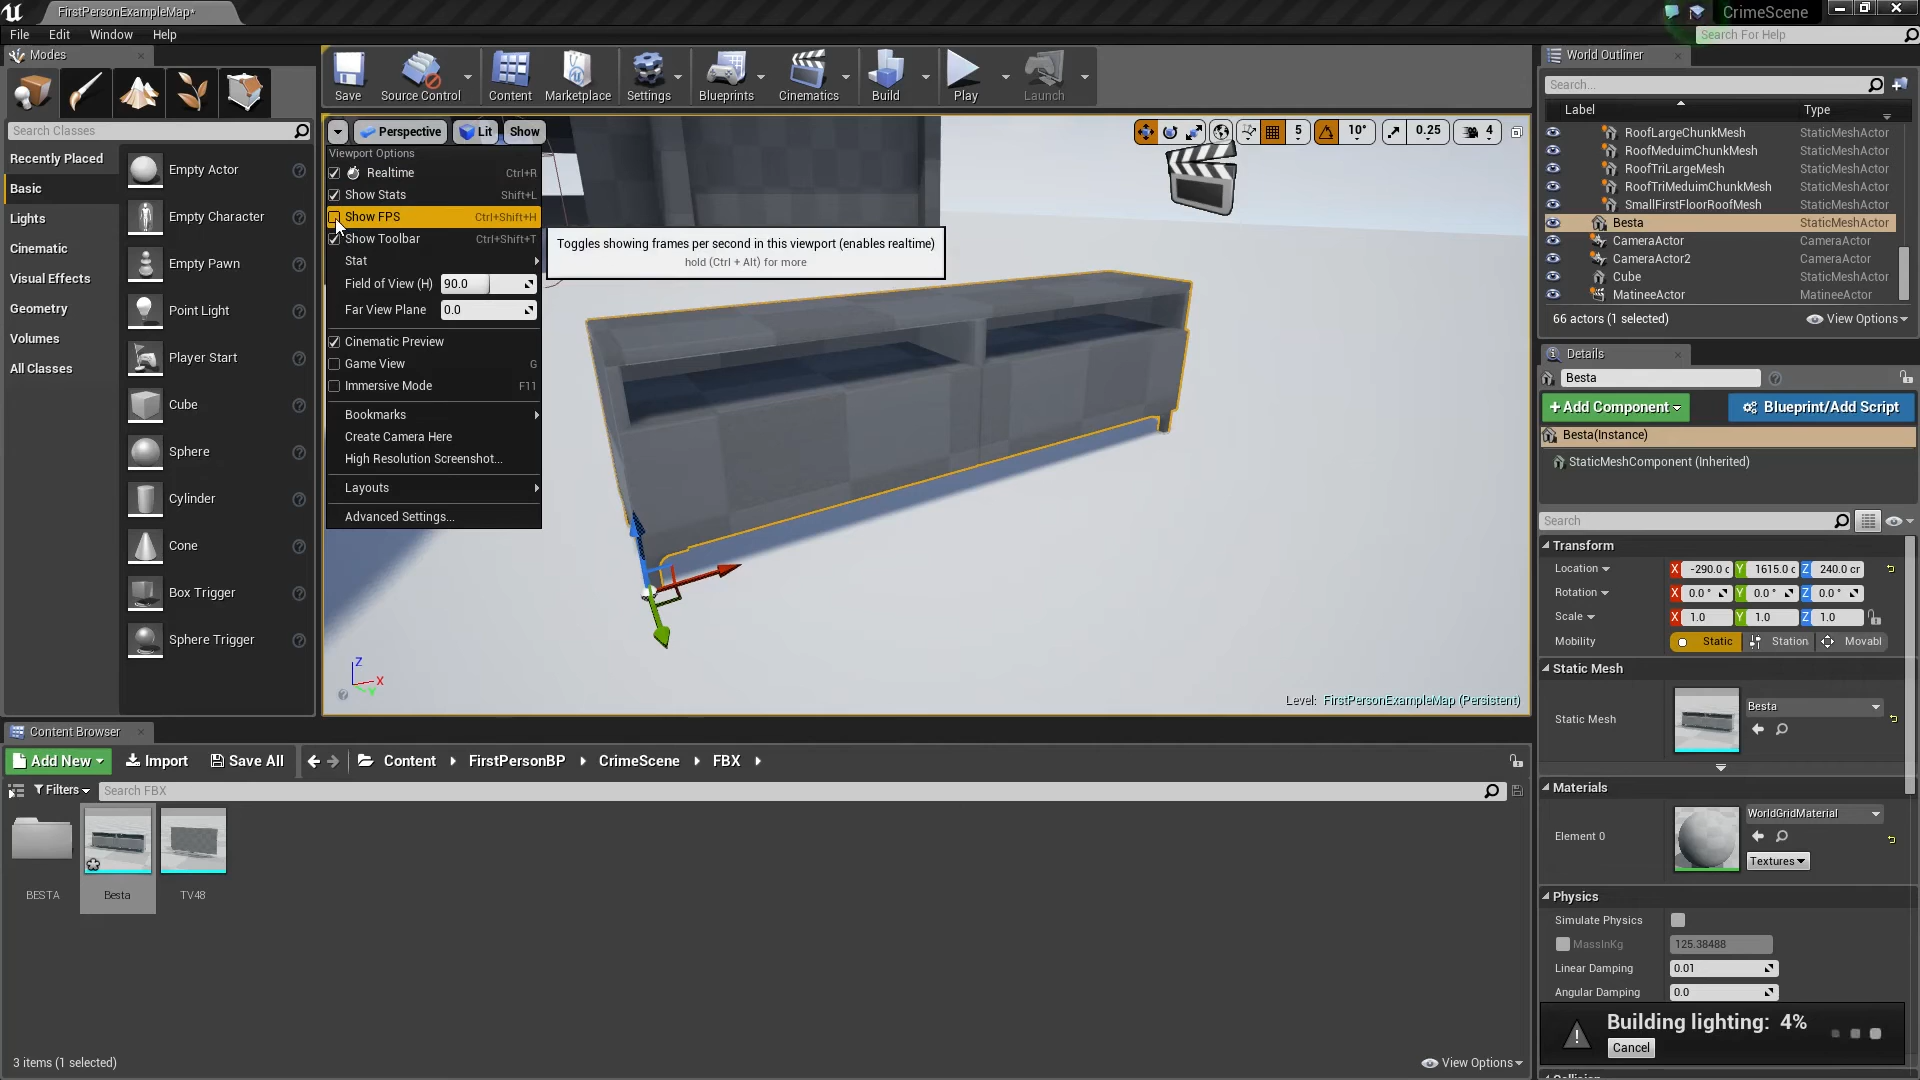 FirstPersonExampleMap*
CrimeScene
File Edit Window Help
Search For Help
Modes
Search Classes
Recently Placed
Basic
Lights
Cinematic
Visual Effects
Geometry
Volumes
All Classes
Empty Actor
Empty Character
Empty Pawn
Point Light
Player Start
Cube
Sphere
Cylinder
Cone
Box Trigger
Sphere Trigger
Save
Source Control
Content
Marketplace
Settings
Blueprints
Cinematics
Build
Play
Launch
Perspective Lit Show
5 10° 0.25 4
Viewport Options
Realtime Ctrl+R
Show Stats Shift+L
Show FPS Ctrl+Shift+H
Show Toolbar Ctrl+Shift+T
Stat
Field of View (H) 90.0
Far View Plane 0.0
Cinematic Preview
Game View G
Immersive Mode F11
Bookmarks
Create Camera Here
High Resolution Screenshot...
Layouts
Advanced Settings...
Toggles showing frames per second in this viewport (enables realtime)
hold (Ctrl + Alt) for more
Z
X
Y
Level: FirstPersonExampleMap (Persistent)
World Outliner
Search...
Label Type
RoofLargeChunkMesh StaticMeshActor
RoofMeduimChunkMesh StaticMeshActor
RoofTriLargeMesh StaticMeshActor
RoofTriMeduimChunkMesh StaticMeshActor
SmallFirstFloorRoofMesh StaticMeshActor
Besta StaticMeshActor
CameraActor CameraActor
CameraActor2 CameraActor
Cube StaticMeshActor
MatineeActor MatineeActor
66 actors (1 selected) View Options
Details
Besta
+Add Component Blueprint/Add Script
Besta(Instance)
StaticMeshComponent (Inherited)
Search
Transform
Location X -290.0 c Y 1615.0 c Z 240.0 cr
Rotation X 0.0 ° Y 0.0 ° Z 0.0 °
Scale X 1.0 Y 1.0 Z 1.0
Mobility Static Station Movabl
Static Mesh
Static Mesh Besta
Materials
Element 0 WorldGridMaterial
Textures
Physics
Simulate Physics
MassInKg 125.38488
Linear Damping 0.01
Angular Damping 0.0
Building lighting: 4%
Cancel
Content Browser
Add New Import Save All Content FirstPersonBP CrimeScene FBX
Filters Search FBX
BESTA
Besta
TV48
3 items (1 selected)
View Options